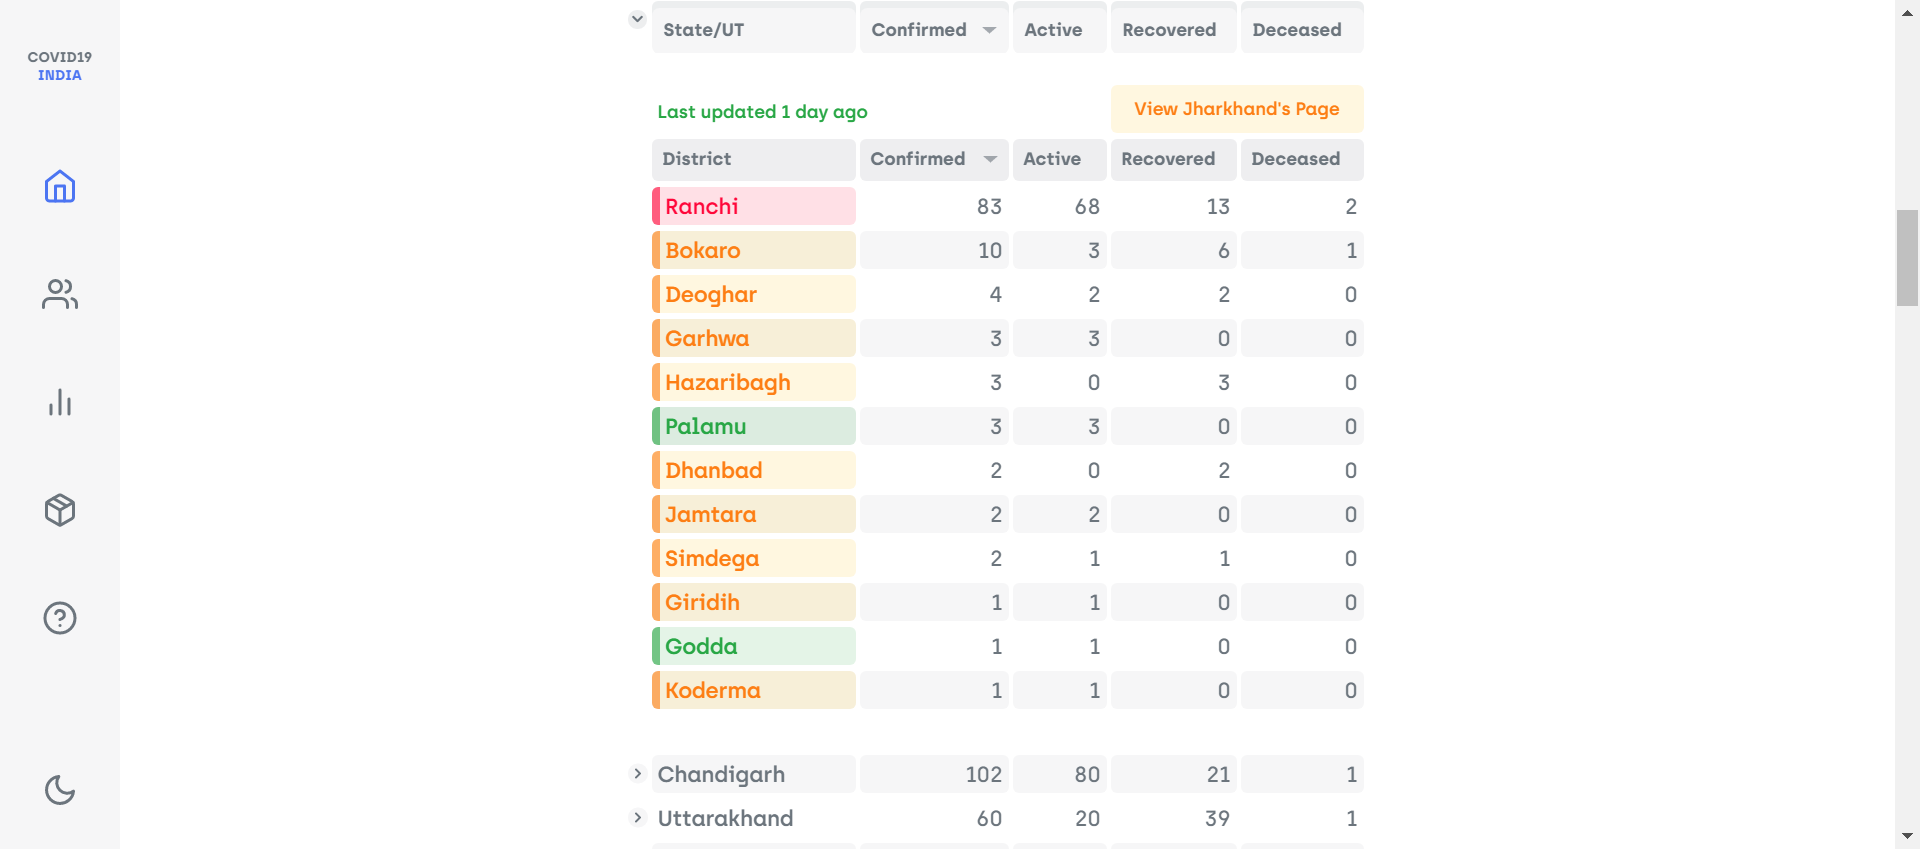 COVID19
INDIA
State/UT Confirmed Active Recovered Deceased
Last updated 1 day ago View Jharkhand's Page
District Confirmed Active Recovered Deceased
Ranchi 83 68 13 2
Bokaro 10 3 6 1
Deoghar 4 2 2 0
Garhwa 3 3 0 0
Hazaribagh 3 0 3 0
Palamu 3 3 0 0
Dhanbad 2 0 2 0
Jamtara 2 2 0 0
Simdega 2 1 1 0
Giridih 1 1 0 0
Godda 1 1 0 0
Koderma 1 1 0 0
Chandigarh 102 80 21 1
Uttarakhand 60 20 39 1